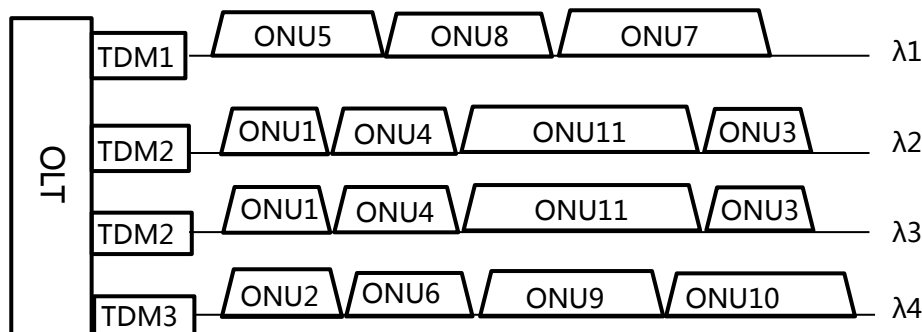 OLT
TDM1 ONU5 ONU8 ONU7 λ1
TDM2 ONU1 ONU4 ONU11 ONU3 λ2
TDM2 ONU1 ONU4 ONU11 ONU3 λ3
TDM3 ONU2 ONU6 ONU9 ONU10 λ4